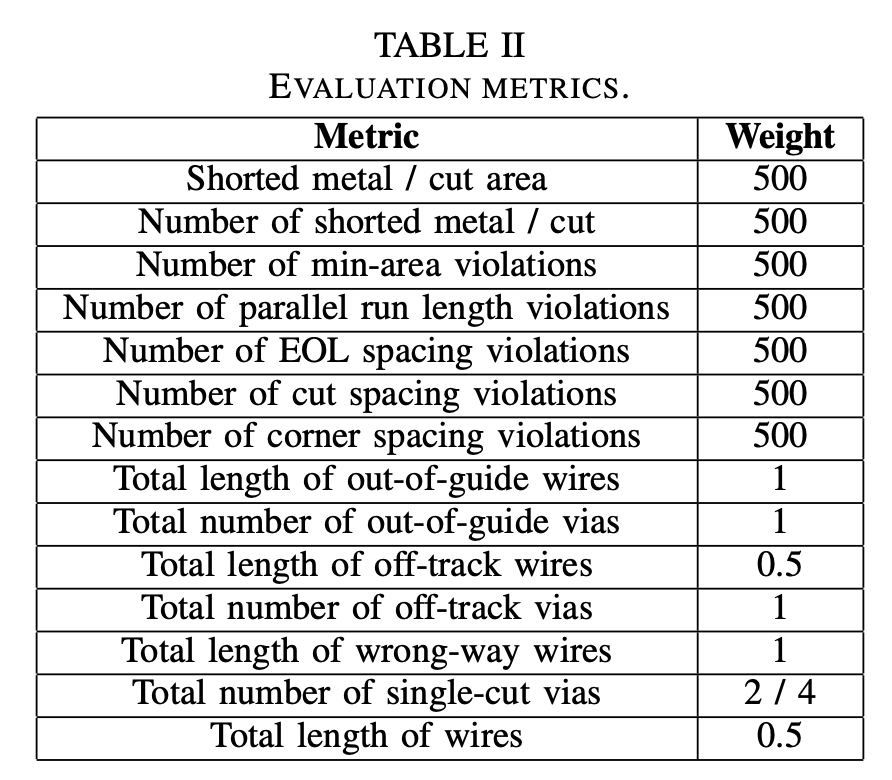 TABLE II
EVALUATION METRICS.
Metric Weight
Shorted metal / cut area 500
Number of shorted metal / cut 500
Number of min-area violations 500
Number of parallel run length violations 500
Number of EOL spacing violations 500
Number of cut spacing violations 500
Number of corner spacing violations 500
Total length of out-of-guide wires 1
Total number of out-of-guide vias 1
Total length of off-track wires 0.5
Total number of off-track vias 1
Total length of wrong-way wires 1
Total number of single-cut vias 2 / 4
Total length of wires 0.5